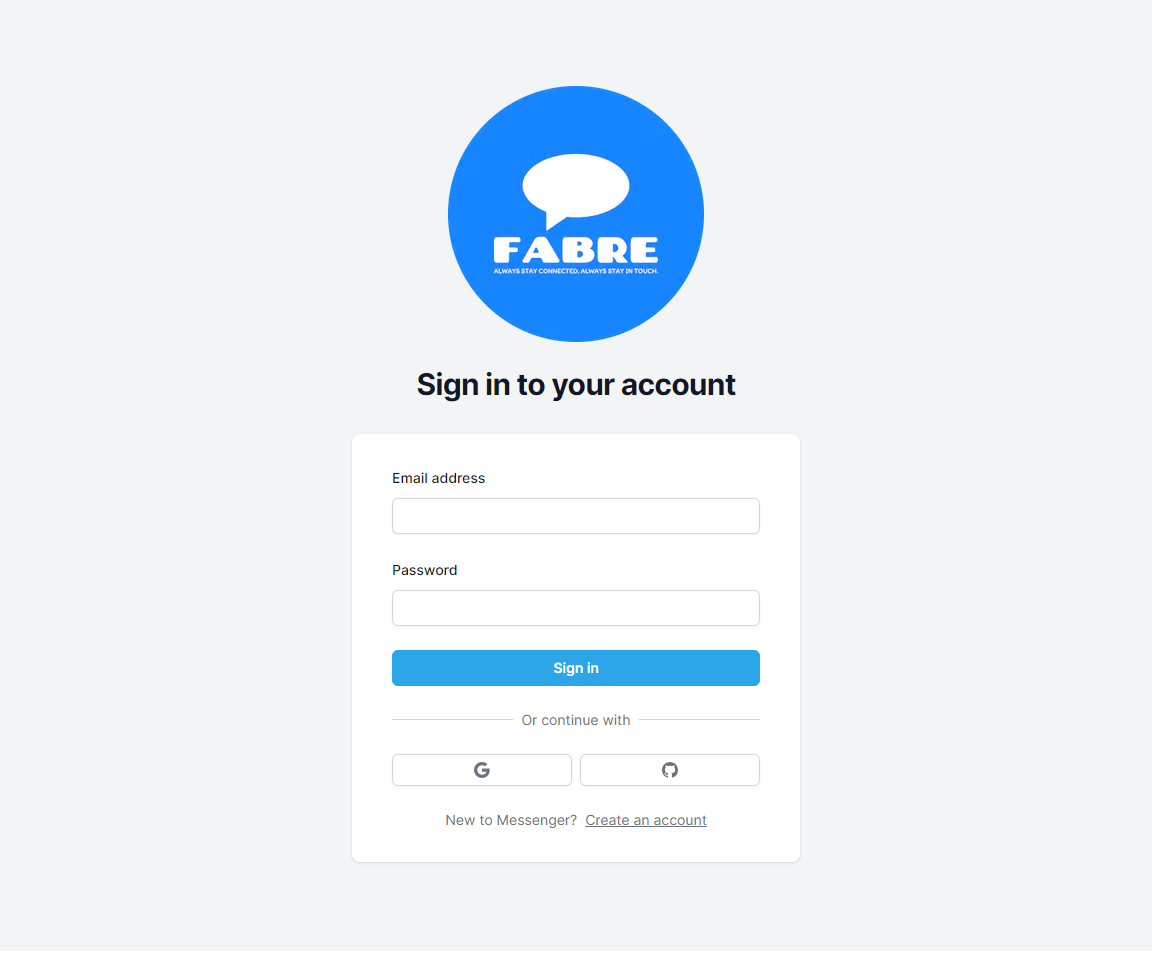 FABRE
ALWAYS STAY CONNECTED, ALWAYS STAY IN TOUCH.
Sign in to your account
Email address
Password
Sign in
Or continue with
New to Messenger? Create an account